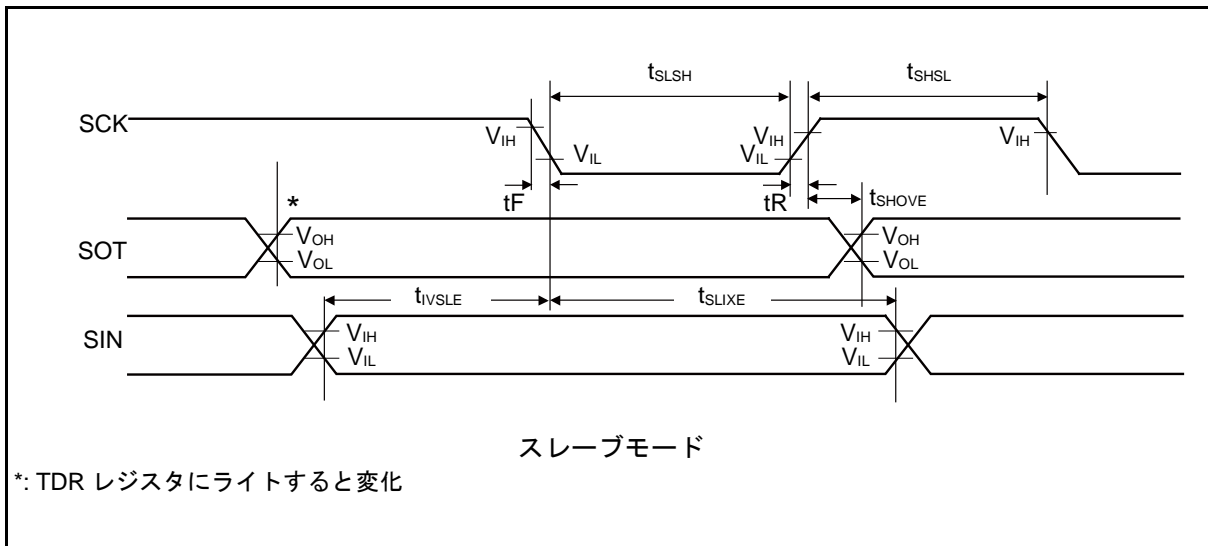 tSLSH
tSHSL
SCK
VIH
VIL
VIH
VIL
VIH
tF
tR
tSHOVE
*
SOT
VOH
VOL
VOH
VOL
tIVSLE
tSLIXE
SIN
VIH
VIL
VIH
VIL
スレーブモード
*: TDR レジスタにライトすると変化